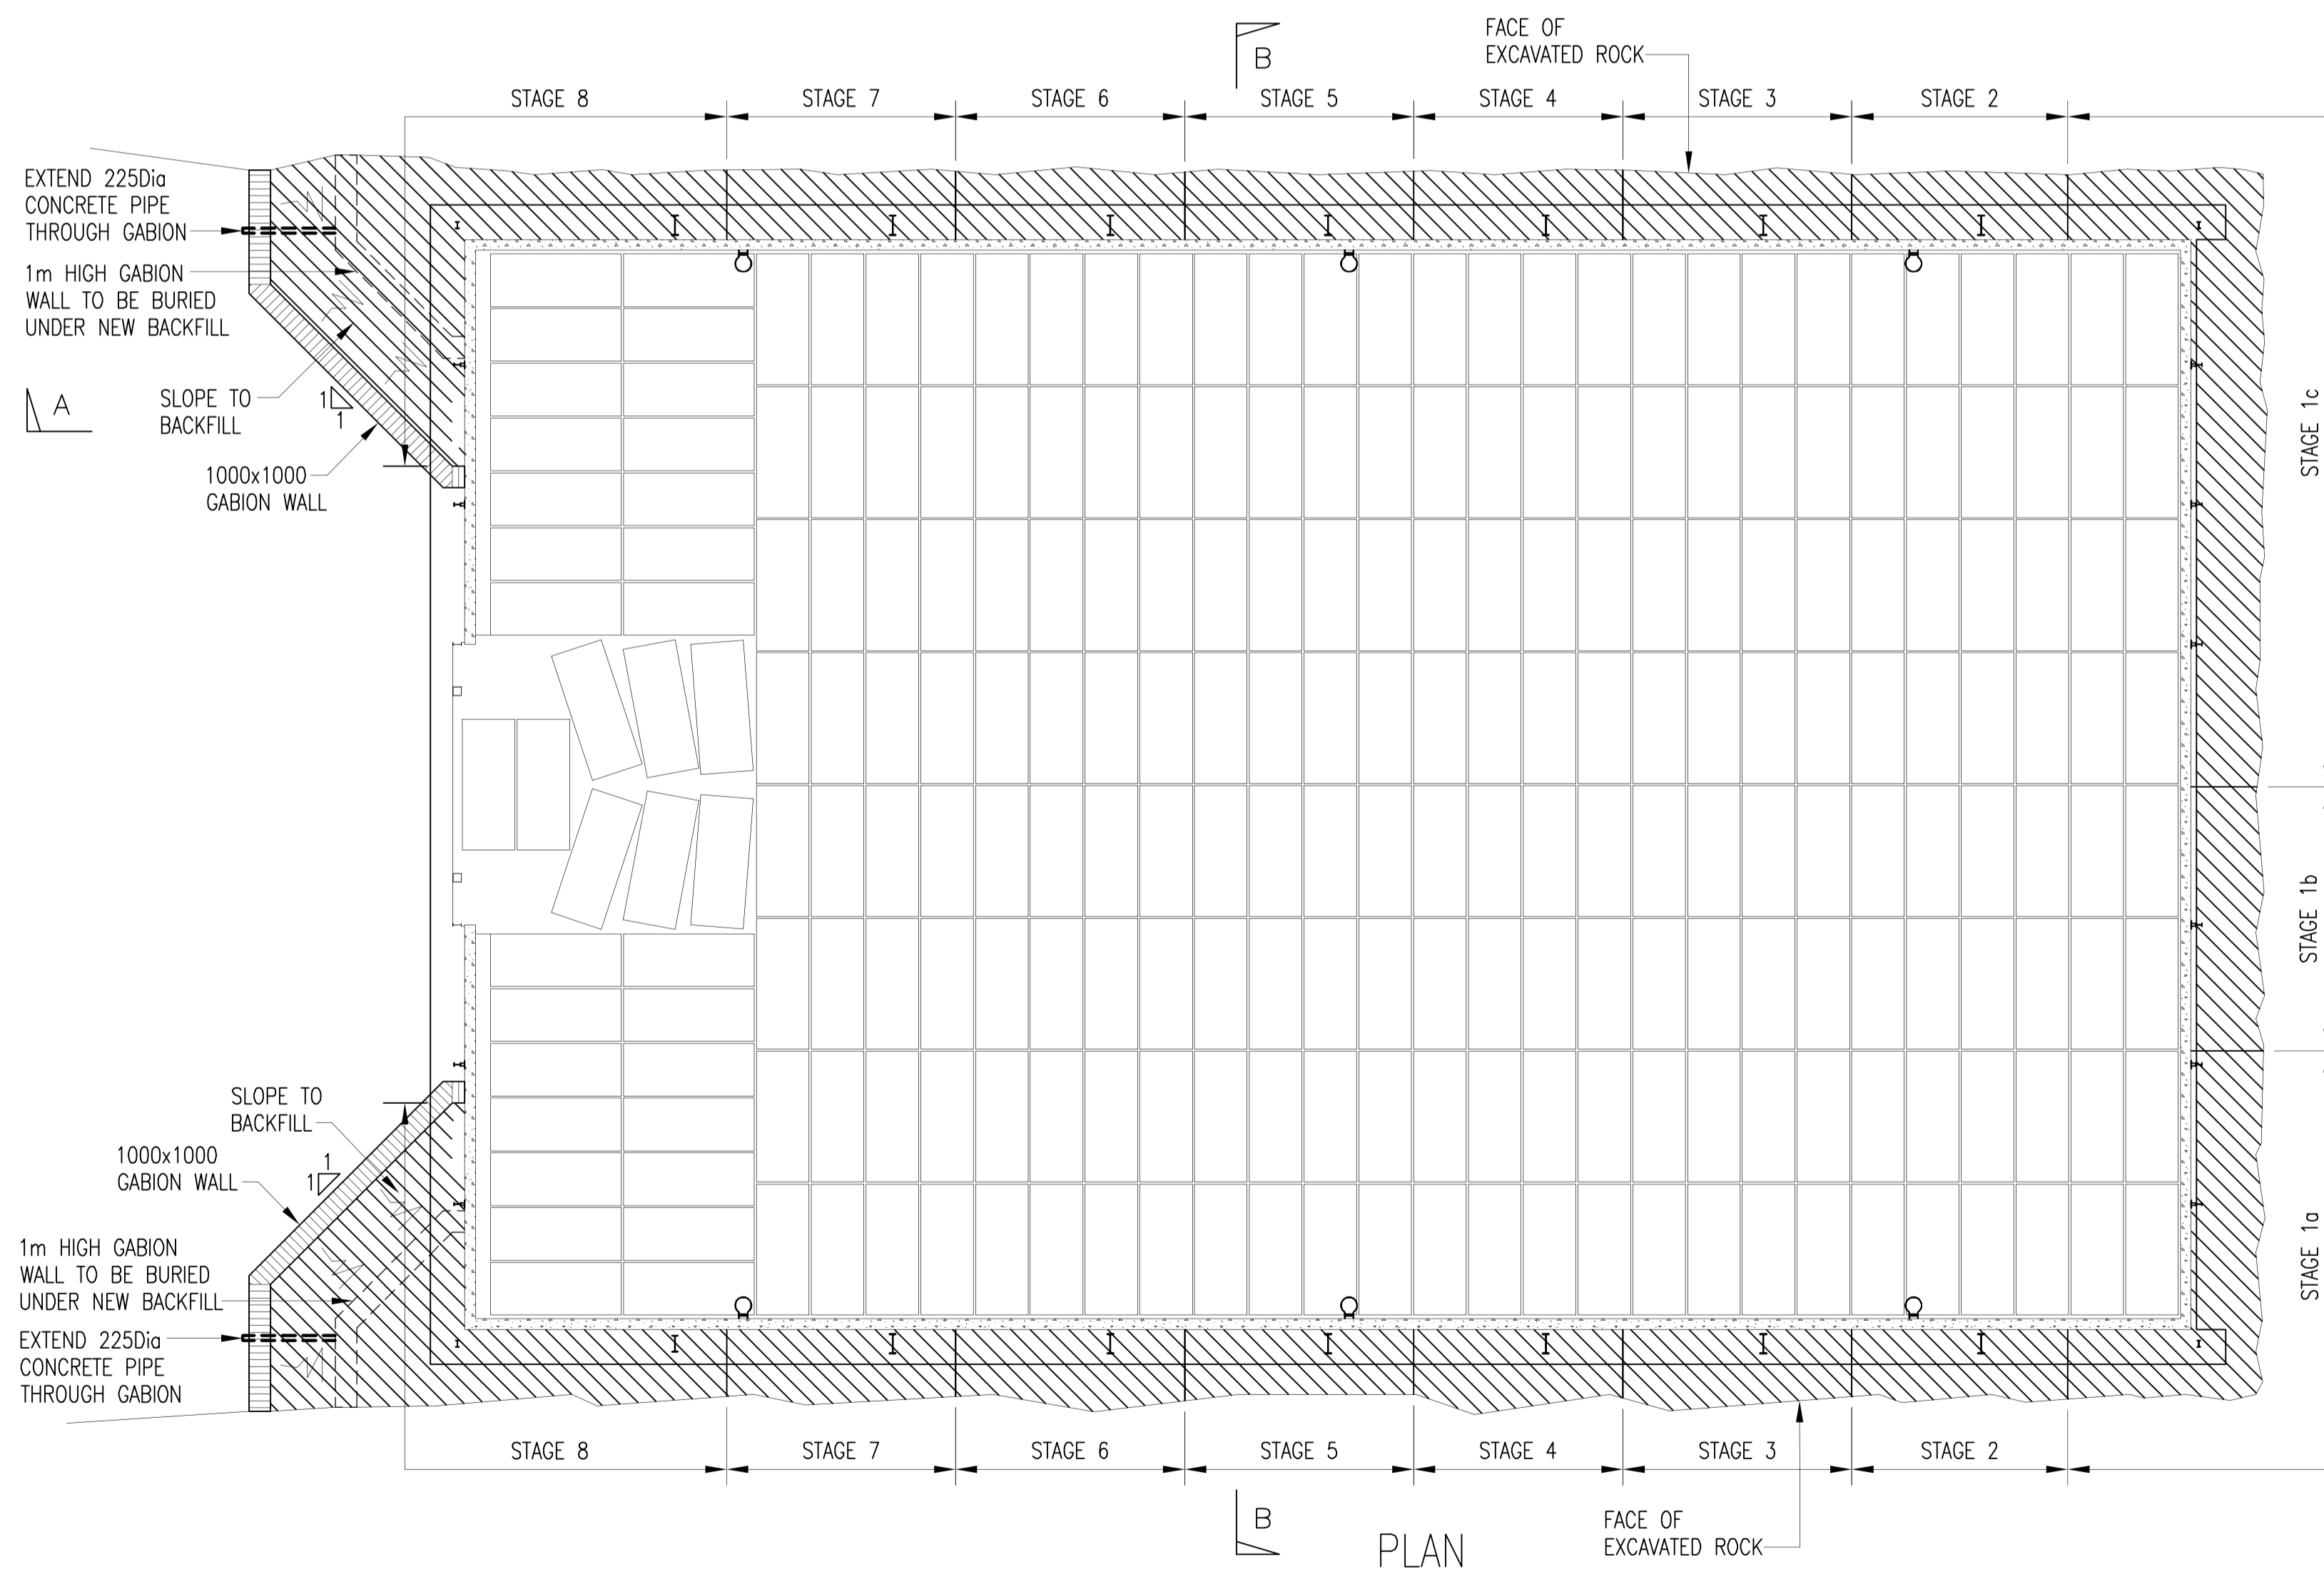 FACE OF
EXCAVATED ROCK
B
STAGE 8
STAGE 7
STAGE 6
STAGE 5
STAGE 4
STAGE 3
STAGE 2
EXTEND 225Dia
CONCRETE PIPE
THROUGH GABION
1m HIGH GABION
WALL TO BE BURIED
UNDER NEW BACKFILL
A
SLOPE TO
BACKFILL
1
1
1000x1000
GABION WALL
STAGE 1c
STAGE 1b
STAGE 1a
SLOPE TO
BACKFILL
1000x1000
GABION WALL
1
1
1m HIGH GABION
WALL TO BE BURIED
UNDER NEW BACKFILL
EXTEND 225Dia
CONCRETE PIPE
THROUGH GABION
STAGE 8
STAGE 7
STAGE 6
STAGE 5
STAGE 4
STAGE 3
STAGE 2
B
PLAN
FACE OF
EXCAVATED ROCK